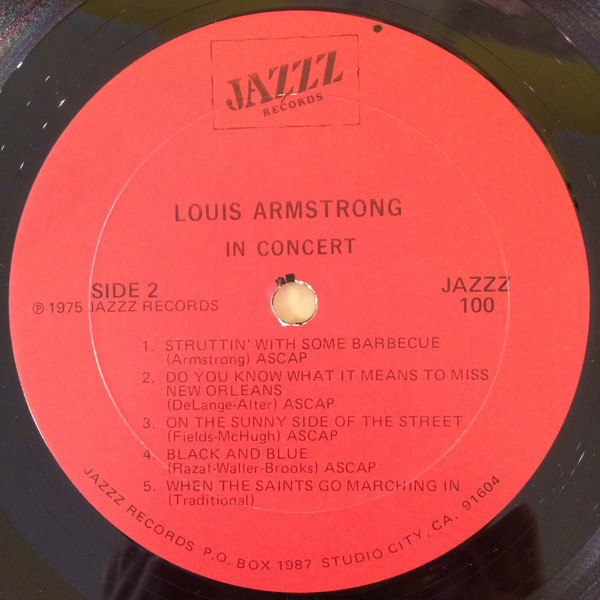 JAZZZ
RECORDS
LOUIS ARMSTRONG
IN CONCERT
SIDE 2
℗ 1975 JAZZZ RECORDS
JAZZZ
100
1. STRUTTIN' WITH SOME BARBECUE
(Armstrong) ASCAP
2. DO YOU KNOW WHAT IT MEANS TO MISS
NEW ORLEANS
(DeLange-Alter) ASCAP
3. ON THE SUNNY SIDE OF THE STREET
(Fields-McHugh) ASCAP
4. BLACK AND BLUE
(Razaf-Waller-Brooks) ASCAP
5. WHEN THE SAINTS GO MARCHING IN
(Traditional)
JAZZZ RECORDS P.O. BOX 1987 STUDIO CITY, CA. 91604